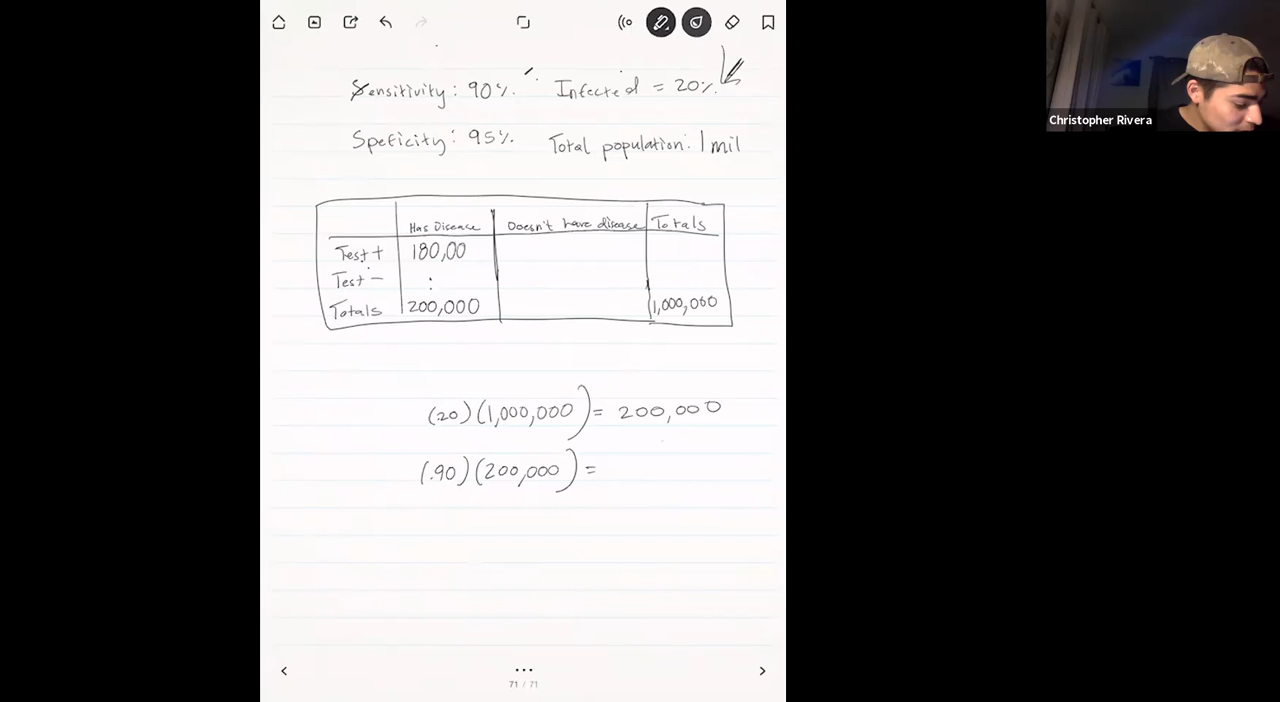 Sensitivity: 90% Infected = 20%
Speficity: 95% Total population: 1 mil
Christopher Rivera
Has Disease Doesn't have disease Totals
Test + 180,00
Test - :
Totals 200,000 1,000,000
(20)(1,000,000) = 200,000
(.90)(200,000) =
71 / 71